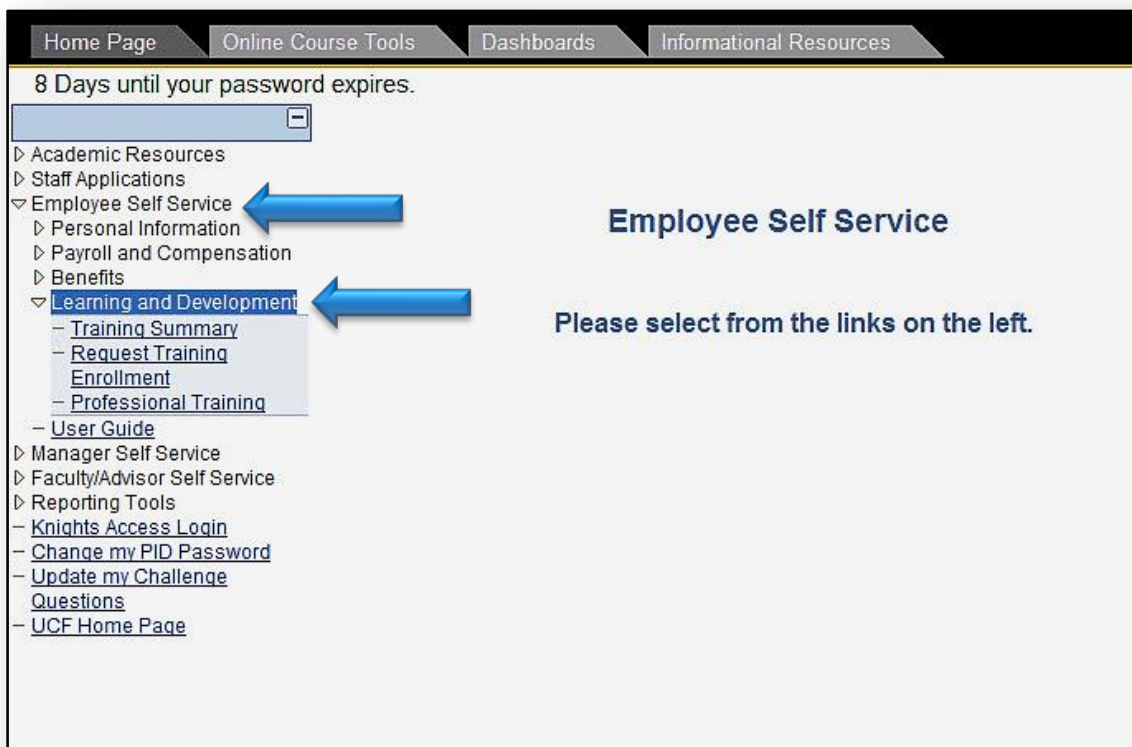 Home Page
Online Course Tools
Dashboards
Informational Resources
8 Days until your password expires.
Academic Resources
Staff Applications
Employee Self Service
Personal Information
Payroll and Compensation
Benefits
Learning and Development
Training Summary
Request Training
Enrollment
Professional Training
User Guide
Manager Self Service
Faculty/Advisor Self Service
Reporting Tools
Knights Access Login
Change my PID Password
Update my Challenge
Questions
UCF Home Page
Employee Self Service
Please select from the links on the left.